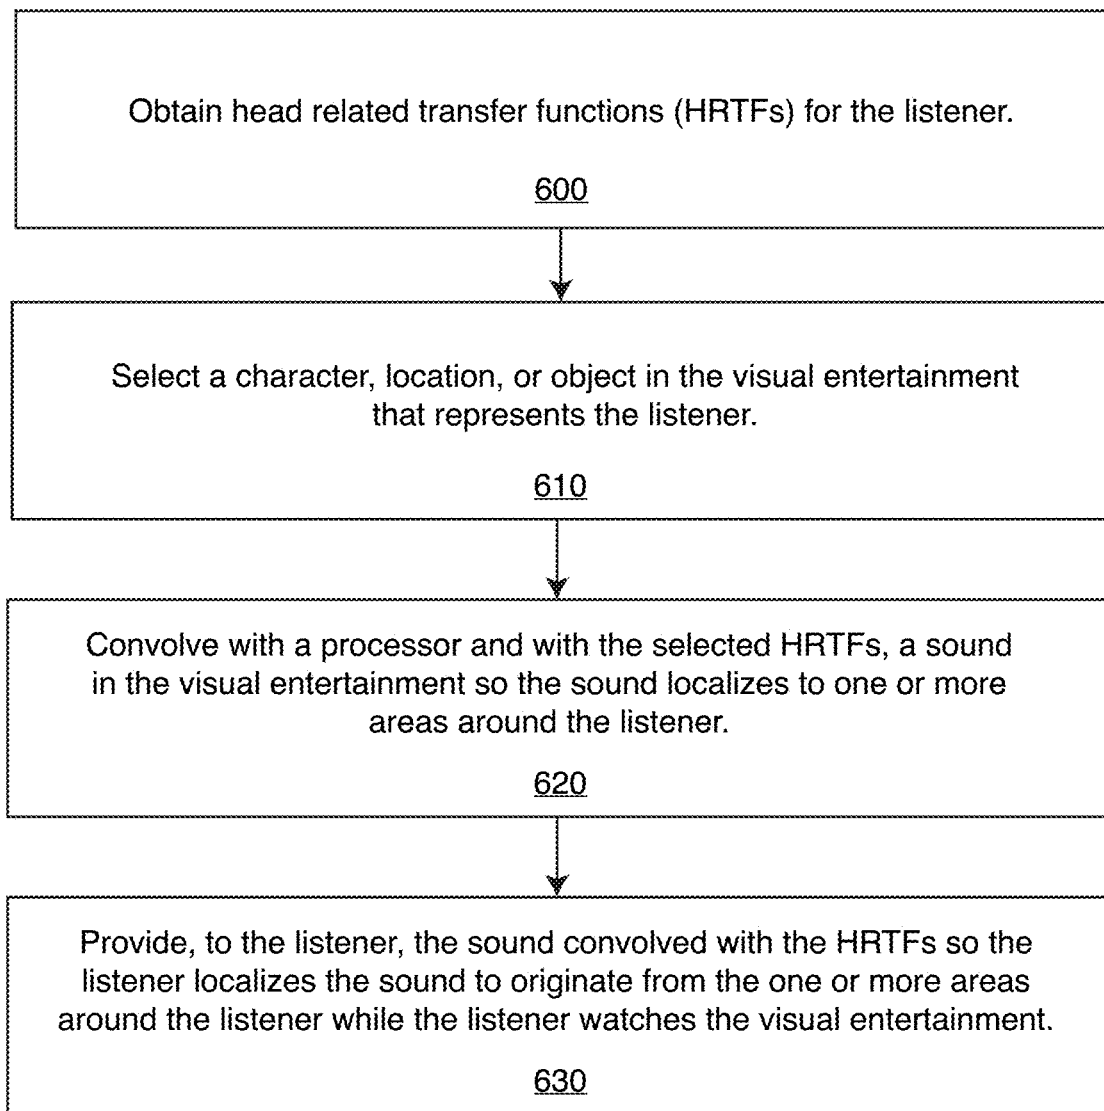 Obtain head related transfer functions (HRTFs) for the listener.
600
Select a character, location, or object in the visual entertainment
that represents the listener.
610
Convolve with a processor and with the selected HRTFs, a sound
in the visual entertainment so the sound localizes to one or more
areas around the listener.
620
Provide, to the listener, the sound convolved with the HRTFs so the
listener localizes the sound to originate from the one or more areas
around the listener while the listener watches the visual entertainment.
630